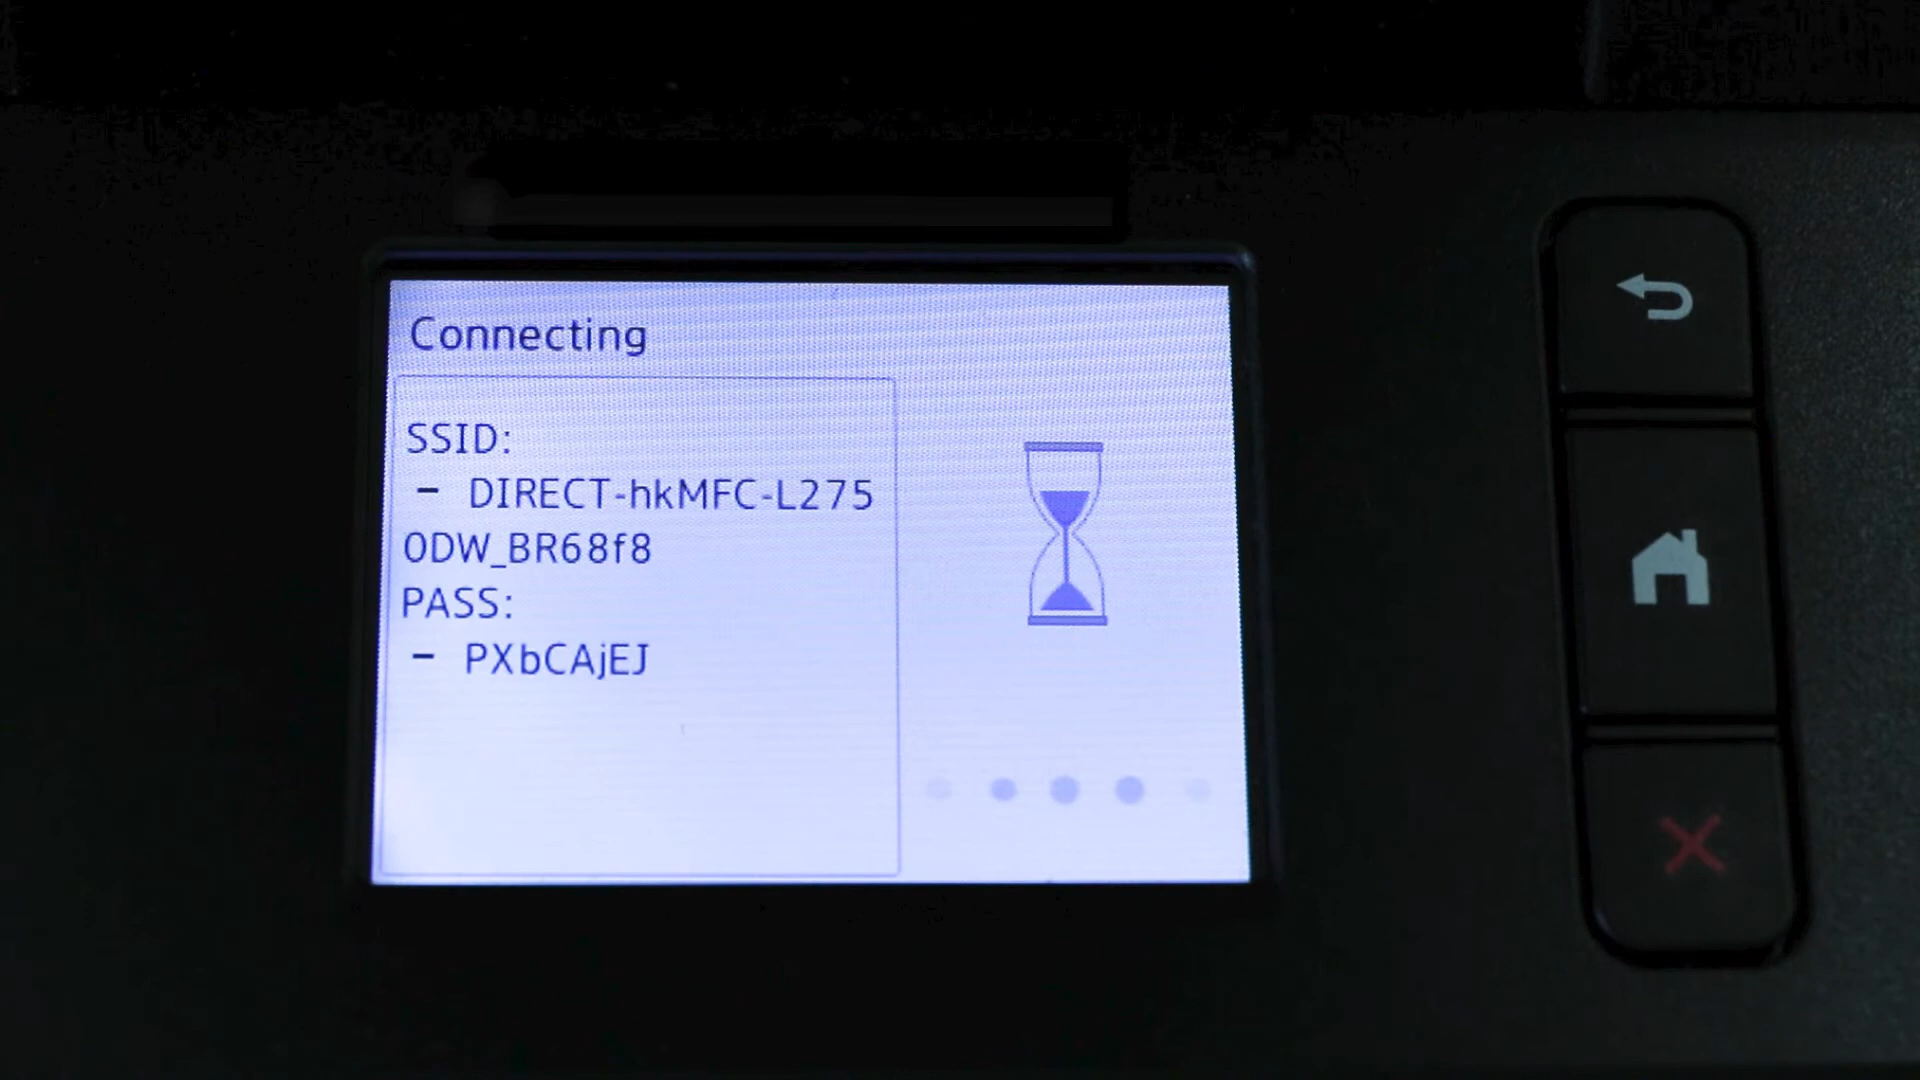 Connecting
SSID:
– DIRECT-hkMFC-L275
0DW_BR68f8
PASS:
– PXbCAjEJ